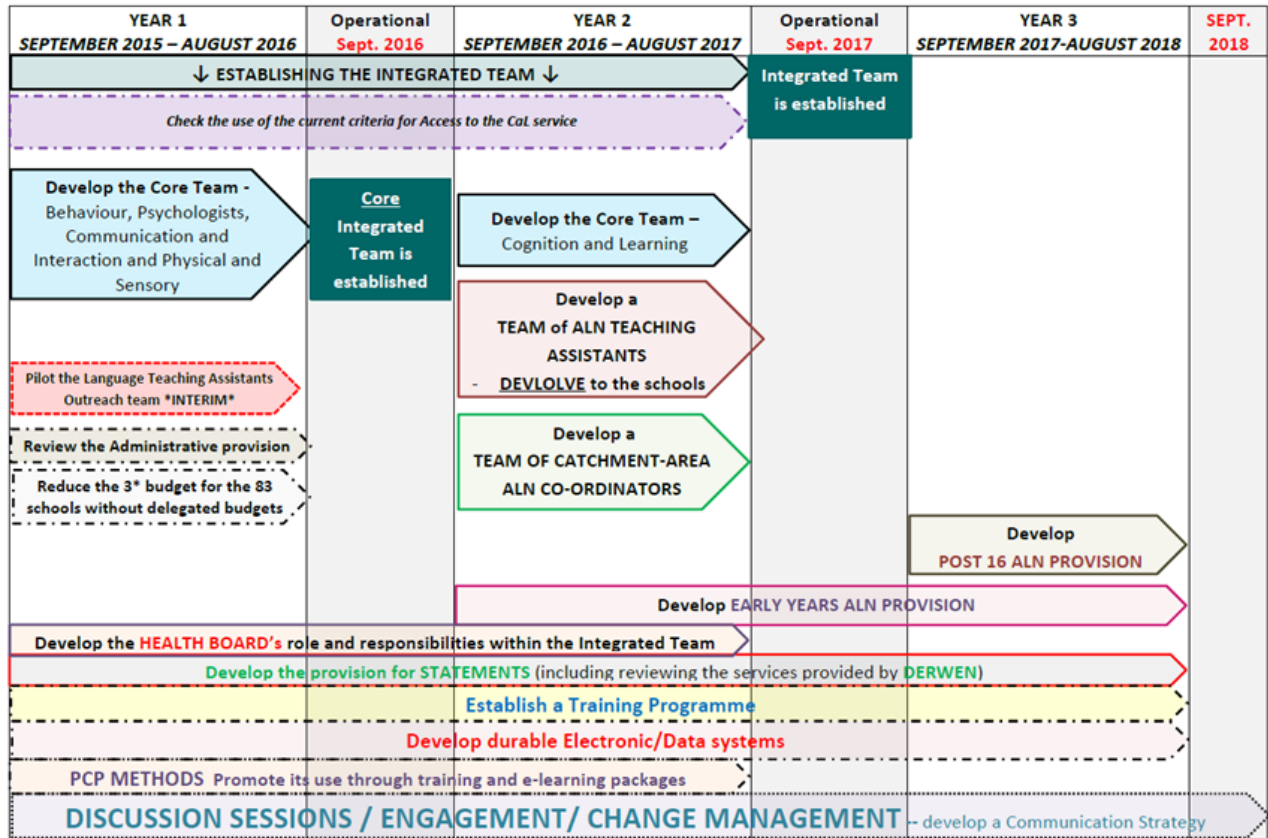 YEAR 1
SEPTEMBER 2015 – AUGUST 2016
Operational
Sept. 2016
YEAR 2
SEPTEMBER 2016 – AUGUST 2017
Operational
Sept. 2017
YEAR 3
SEPTEMBER 2017-AUGUST 2018
SEPT.
2018
↓ ESTABLISHING THE INTEGRATED TEAM ↓
Integrated Team
is established
Check the use of the current criteria for Access to the CaL service
Develop the Core Team -
Behaviour, Psychologists,
Communication and
Interaction and Physical and
Sensory
Core
Integrated
Team is
established
Develop the Core Team –
Cognition and Learning
Develop a
TEAM of ALN TEACHING
ASSISTANTS
- DEVLOLVE to the schools
Pilot the Language Teaching Assistants
Outreach team *INTERIM*
Review the Administrative provision
Reduce the 3* budget for the 83
schools without delegated budgets
Develop a
TEAM OF CATCHMENT-AREA
ALN CO-ORDINATORS
Develop
POST 16 ALN PROVISION
Develop EARLY YEARS ALN PROVISION
Develop the HEALTH BOARD's role and responsibilities within the Integrated Team
Develop the provision for STATEMENTS (including reviewing the services provided by DERWEN)
Establish a Training Programme
Develop durable Electronic/Data systems
PCP METHODS Promote its use through training and e-learning packages
DISCUSSION SESSIONS / ENGAGEMENT/ CHANGE MANAGEMENT -- develop a Communication Strategy